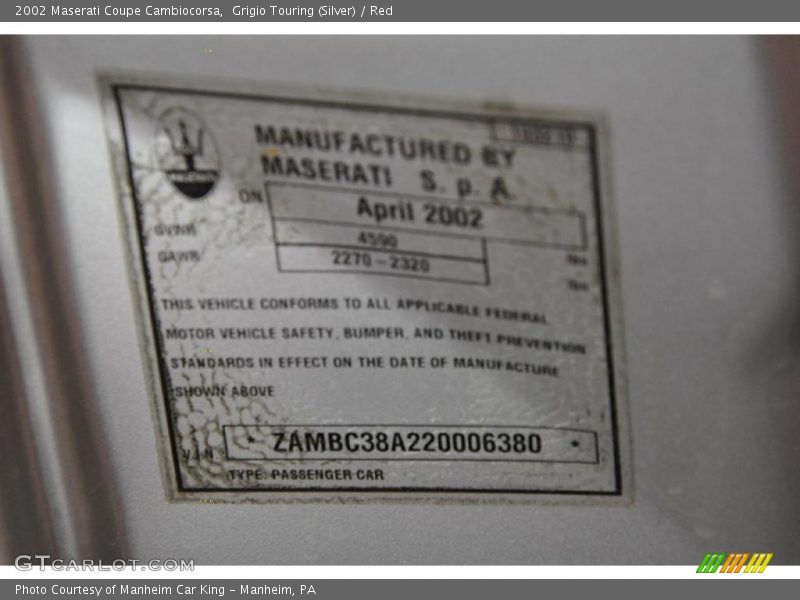 2002 Maserati Coupe Cambiocorsa, Grigio Touring (Silver) / Red
MANUFACTURED BY
MASERATI S. p. A.
ON April 2002
GVWR 4590 lbs
GAWR 2270 - 2320 lbs
THIS VEHICLE CONFORMS TO ALL APPLICABLE FEDERAL
MOTOR VEHICLE SAFETY, BUMPER, AND THEFT PREVENTION
STANDARDS IN EFFECT ON THE DATE OF MANUFACTURE
SHOWN ABOVE
V.I.N. * ZAMBC38A220006380 *
TYPE: PASSENGER CAR
GTCARLOT.COM
Photo Courtesy of Manheim Car King - Manheim, PA